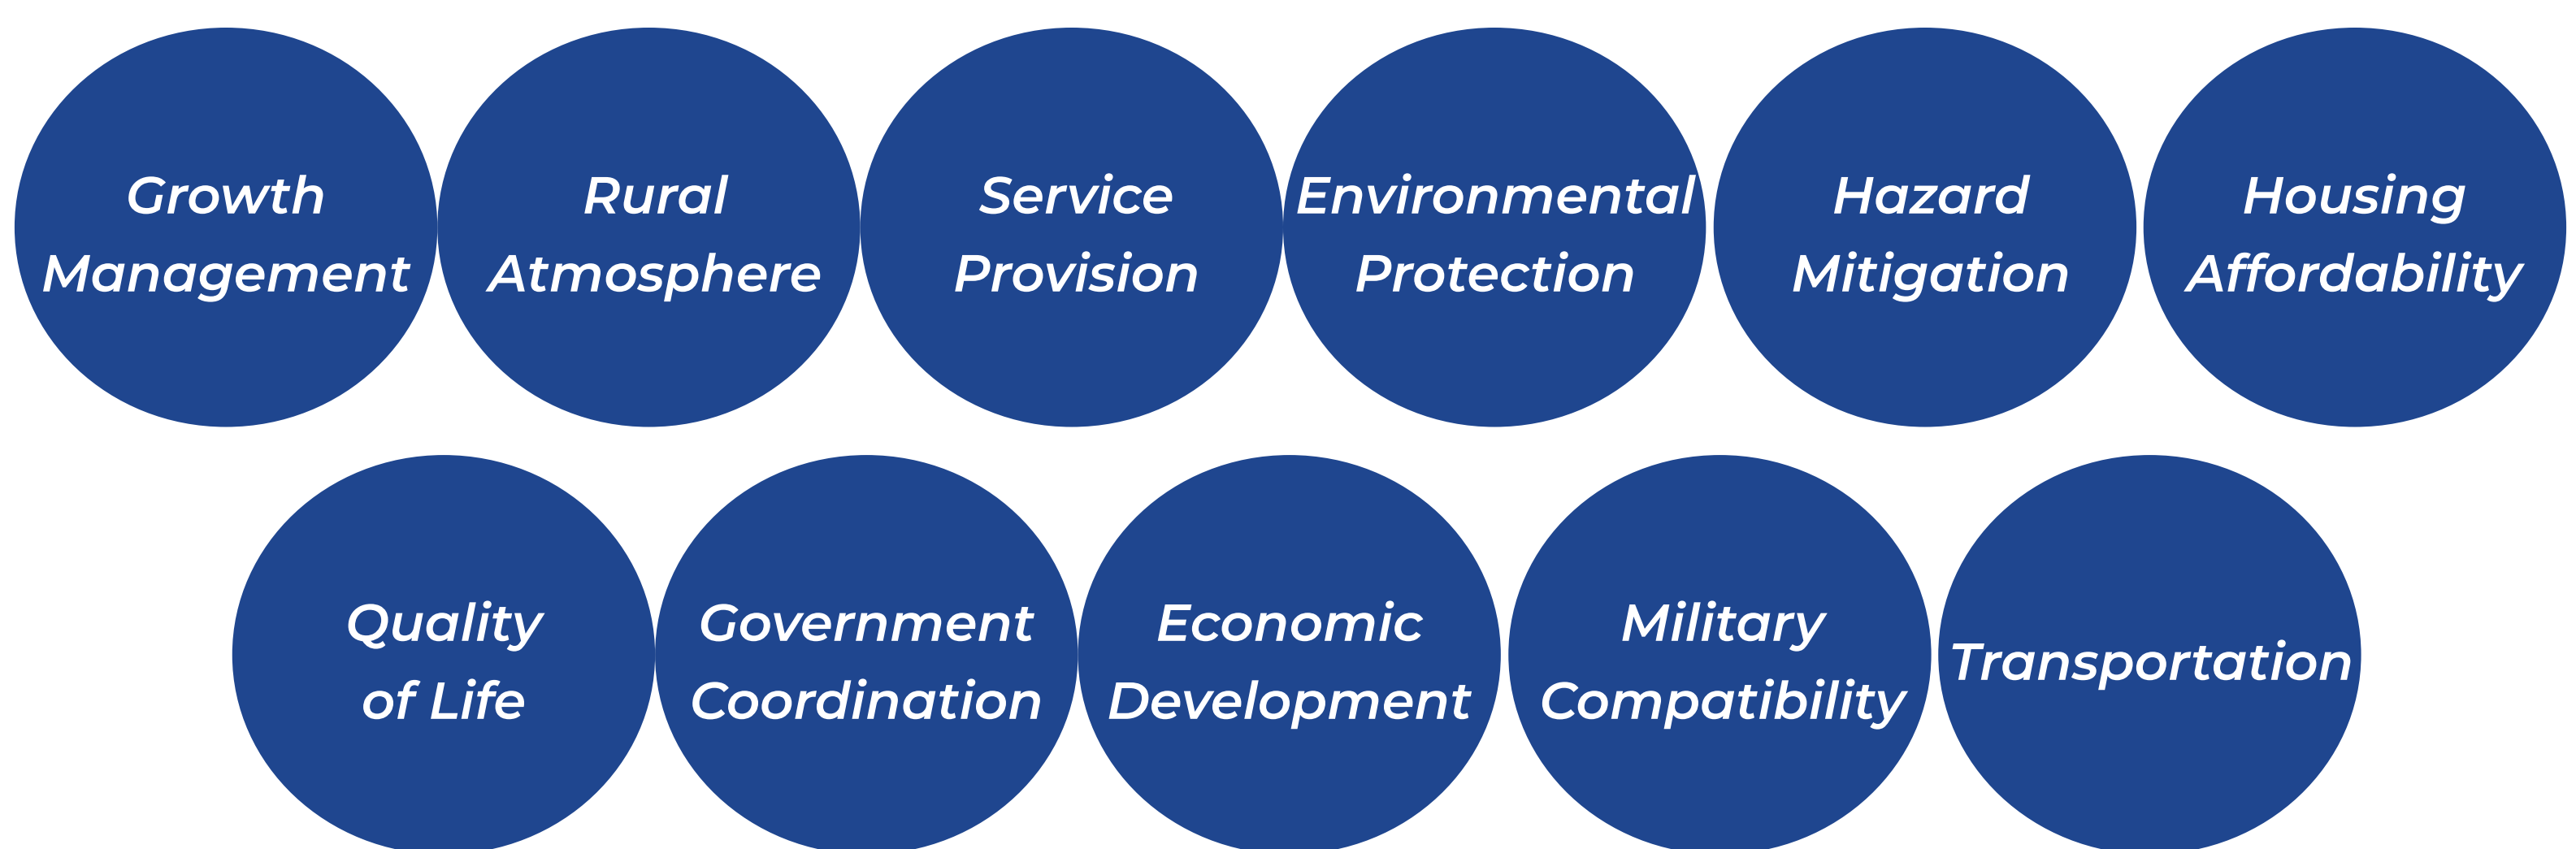 Growth
Management
Rural
Atmosphere
Service
Provision
Environmental
Protection
Hazard
Mitigation
Housing
Affordability
Quality
of Life
Government
Coordination
Economic
Development
Military
Compatibility
Transportation